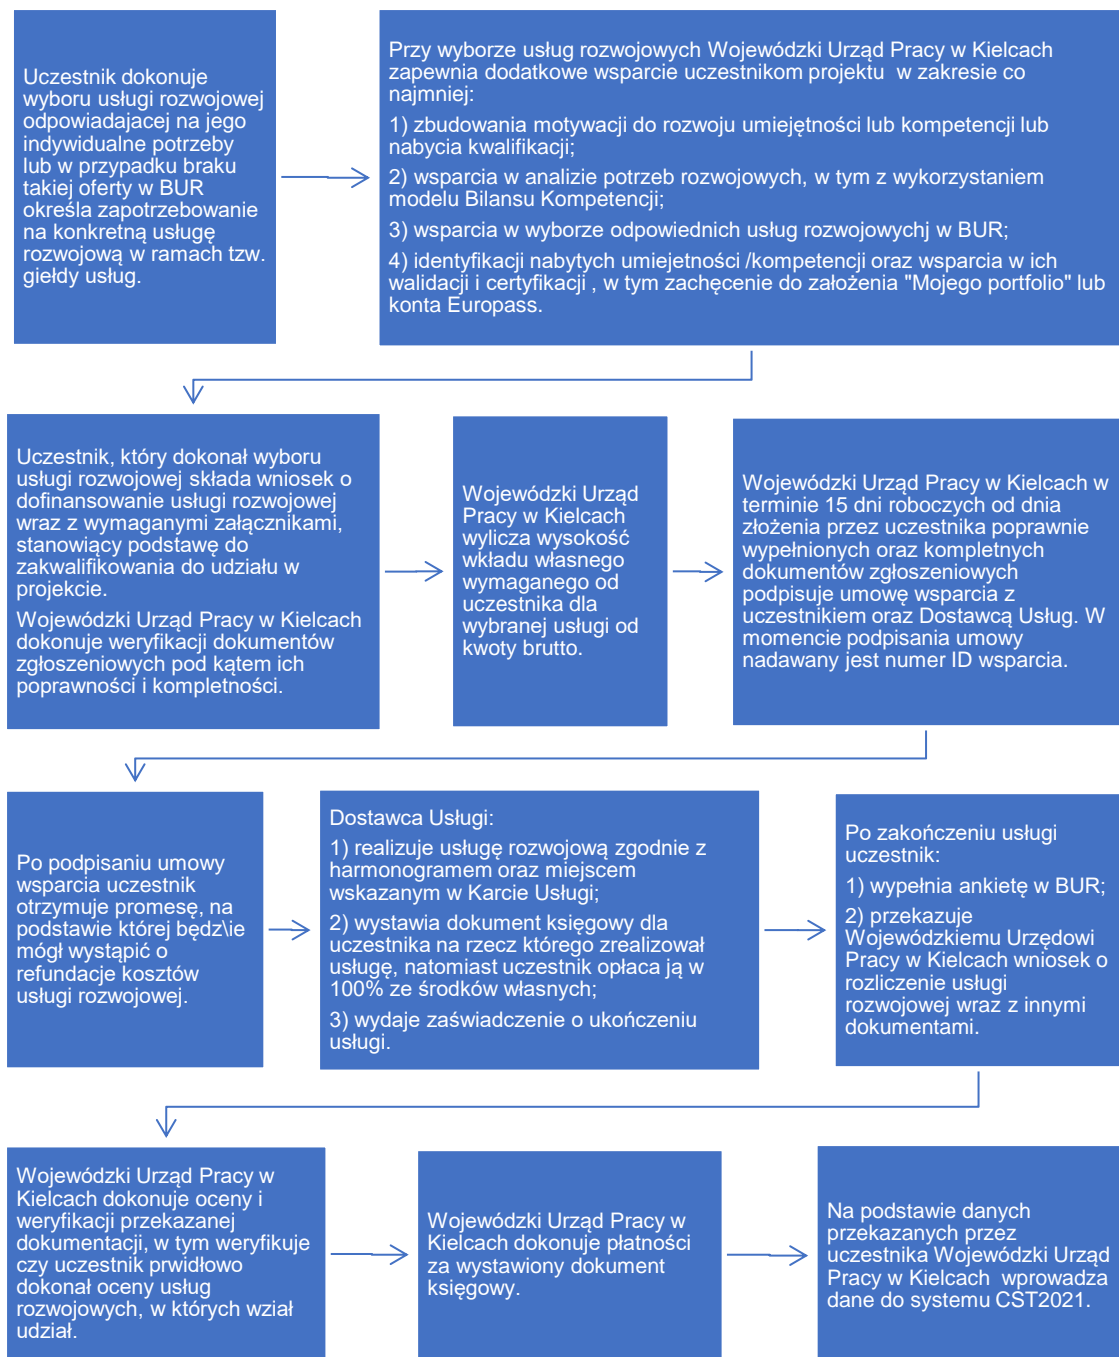 Uczestnik dokonuje
wyboru usługi rozwojowej
odpowiadajacej na jego
indywidualne potrzeby
lub w przypadku braku
takiej oferty w BUR
określa zapotrzebowanie
na konkretną usługę
rozwojową w ramach tzw.
giełdy usług.
Przy wyborze usług rozwojowych Wojewódzki Urząd Pracy w Kielcach
zapewnia dodatkowe wsparcie uczestnikom projektu w zakresie co
najmniej:
1) zbudowania motywacji do rozwoju umiejętności lub kompetencji lub
nabycia kwalifikacji;
2) wsparcia w analizie potrzeb rozwojowych, w tym z wykorzystaniem
modelu Bilansu Kompetencji;
3) wsparcia w wyborze odpowiednich usług rozwojowychj w BUR;
4) identyfikacji nabytych umiejetności /kompetencji oraz wsparcia w ich
walidacji i certyfikacji , w tym zachęcenie do założenia "Mojego portfolio" lub
konta Europass.
Uczestnik, który dokonał wyboru
usługi rozwojowej składa wniosek o
dofinansowanie usługi rozwojowej
wraz z wymaganymi załącznikami,
stanowiący podstawę do
zakwalifikowania do udziału w
projekcie.
Wojewódzki Urząd Pracy w Kielcach
dokonuje weryfikacji dokumentów
zgłoszeniowych pod kątem ich
poprawności i kompletności.
Wojewódzki Urząd
Pracy w Kielcach
wylicza wysokość
wkładu własnego
wymaganego od
uczestnika dla
wybranej usługi od
kwoty brutto.
Wojewódzki Urząd Pracy w Kielcach w
terminie 15 dni roboczych od dnia
złożenia przez uczestnika poprawnie
wypełnionych oraz kompletnych
dokumentów zgłoszeniowych
podpisuje umowę wsparcia z
uczestnikiem oraz Dostawcą Usług. W
momencie podpisania umowy
nadawany jest numer ID wsparcia.
Po podpisaniu umowy
wsparcia uczestnik
otrzymuje promesę, na
podstawie której będz\ie
mógł wystąpić o
refundacje kosztów
usługi rozwojowej.
Dostawca Usługi:
1) realizuje usługę rozwojową zgodnie z
harmonogramem oraz miejscem
wskazanym w Karcie Usługi;
2) wystawia dokument księgowy dla
uczestnika na rzecz którego zrealizował
usługę, natomiast uczestnik opłaca ją w
100% ze środków własnych;
3) wydaje zaświadczenie o ukończeniu
usługi.
Po zakończeniu usługi
uczestnik:
1) wypełnia ankietę w BUR;
2) przekazuje
Wojewódzkiemu Urzędowi
Pracy w Kielcach wniosek o
rozliczenie usługi
rozwojowej wraz z innymi
dokumentami.
Wojewódzki Urząd Pracy w
Kielcach dokonuje oceny i
weryfikacji przekazanej
dokumentacji, w tym weryfikuje
czy uczestnik prwidłowo
dokonał oceny usług
rozwojowych, w których wział
udział.
Wojewódzki Urząd Pracy w
Kielcach dokonuje płatności
za wystawiony dokument
księgowy.
Na podstawie danych
przekazanych przez
uczestnika Wojewódzki Urząd
Pracy w Kielcach wprowadza
dane do systemu CST2021.